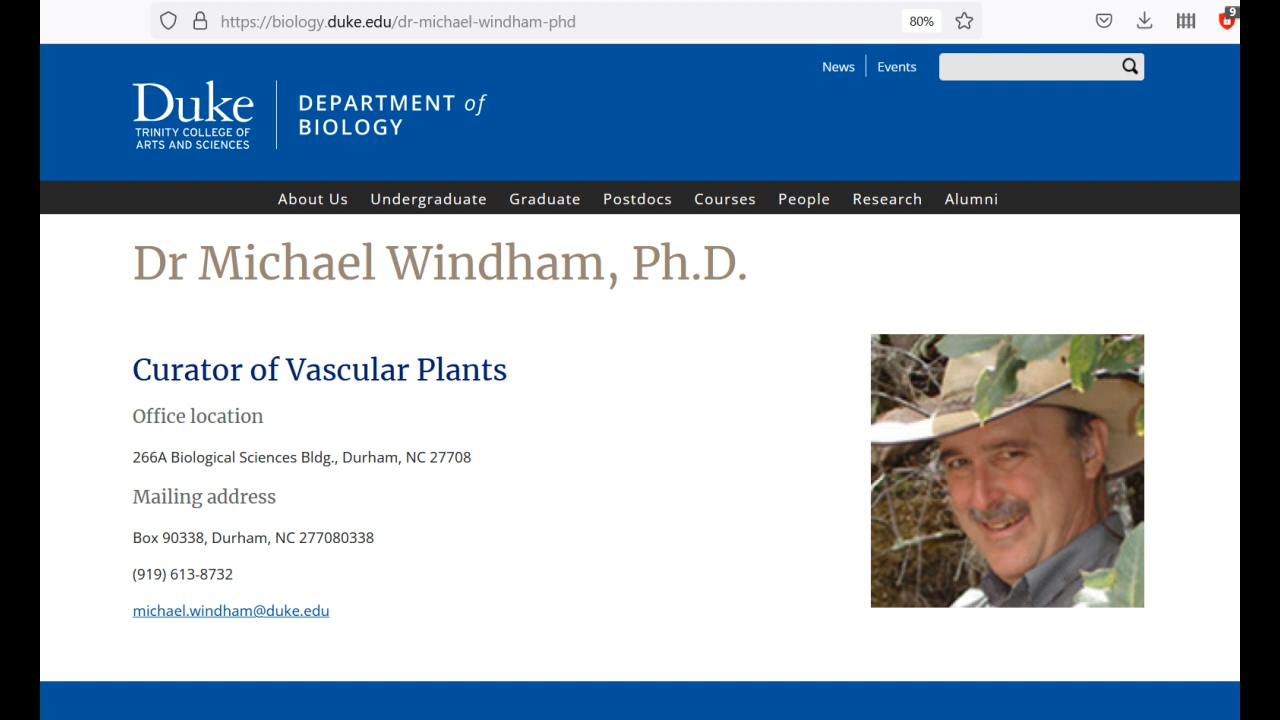 https://biology.duke.edu/dr-michael-windham-phd
80%
9
News
Events
Duke
TRINITY COLLEGE OF
ARTS AND SCIENCES
DEPARTMENT of
BIOLOGY
About Us Undergraduate Graduate Postdocs Courses People Research Alumni
Dr Michael Windham, Ph.D.
Curator of Vascular Plants
Office location
266A Biological Sciences Bldg., Durham, NC 27708
Mailing address
Box 90338, Durham, NC 277080338
(919) 613-8732
michael.windham@duke.edu